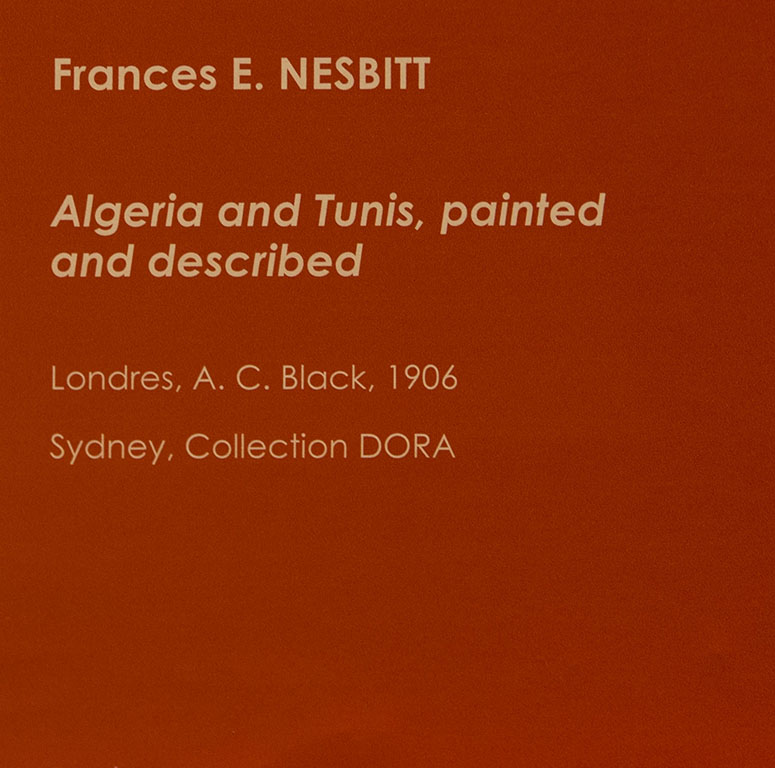 Frances E. NESBITT
Algeria and Tunis, painted
and described
Londres, A. C. Black, 1906
Sydney, Collection DORA